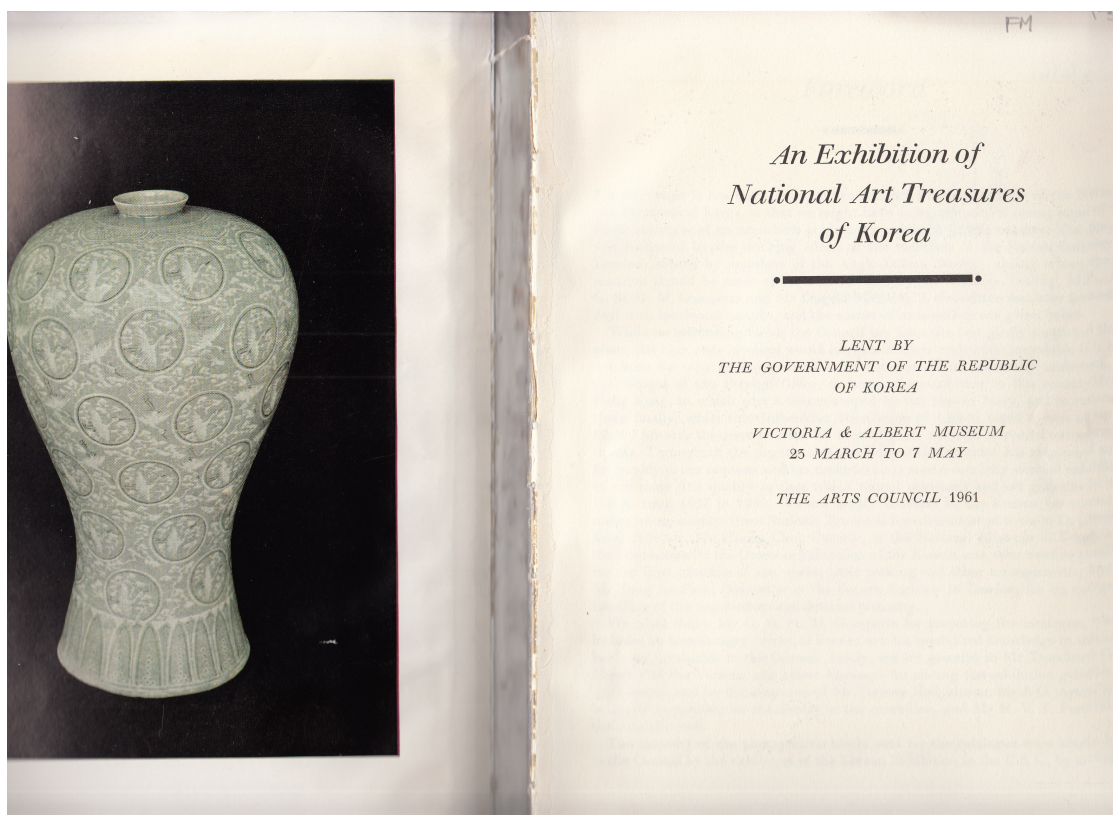 FM
An Exhibition of
National Art Treasures
of Korea
LENT BY
THE GOVERNMENT OF THE REPUBLIC
OF KOREA
VICTORIA & ALBERT MUSEUM
23 MARCH TO 7 MAY
THE ARTS COUNCIL 1961